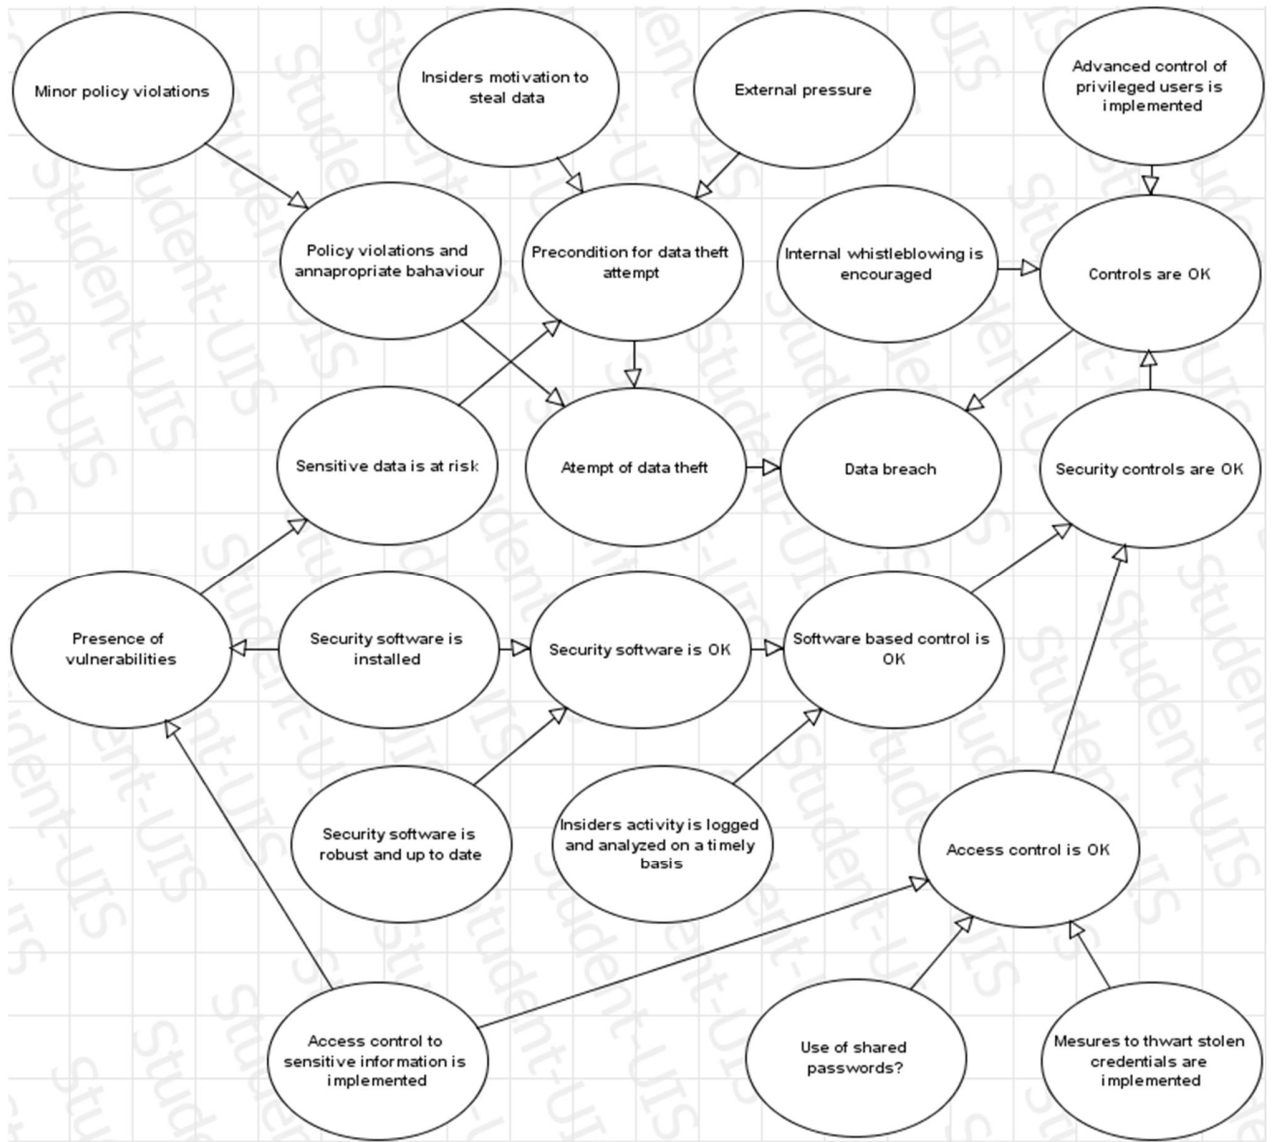 Minor policy violations
Insiders motivation to
steal data
External pressure
Advanced control of
privileged users is
implemented
Policy violations and
annapropriate bahaviour
Precondition for data theft
attempt
Internal whistleblowing is
encouraged
Controls are OK
Sensitive data is at risk
Atempt of data theft
Data breach
Security controls are OK
Presence of
vulnerabilities
Security software is
installed
Security software is OK
Software based control is
OK
Security software is
robust and up to date
Insiders activity is logged
and analyzed on a timely
basis
Access control is OK
Access control to
sensitive information is
implemented
Use of shared
passwords?
Mesures to thwart stolen
credentials are
implemented
Student-UIS